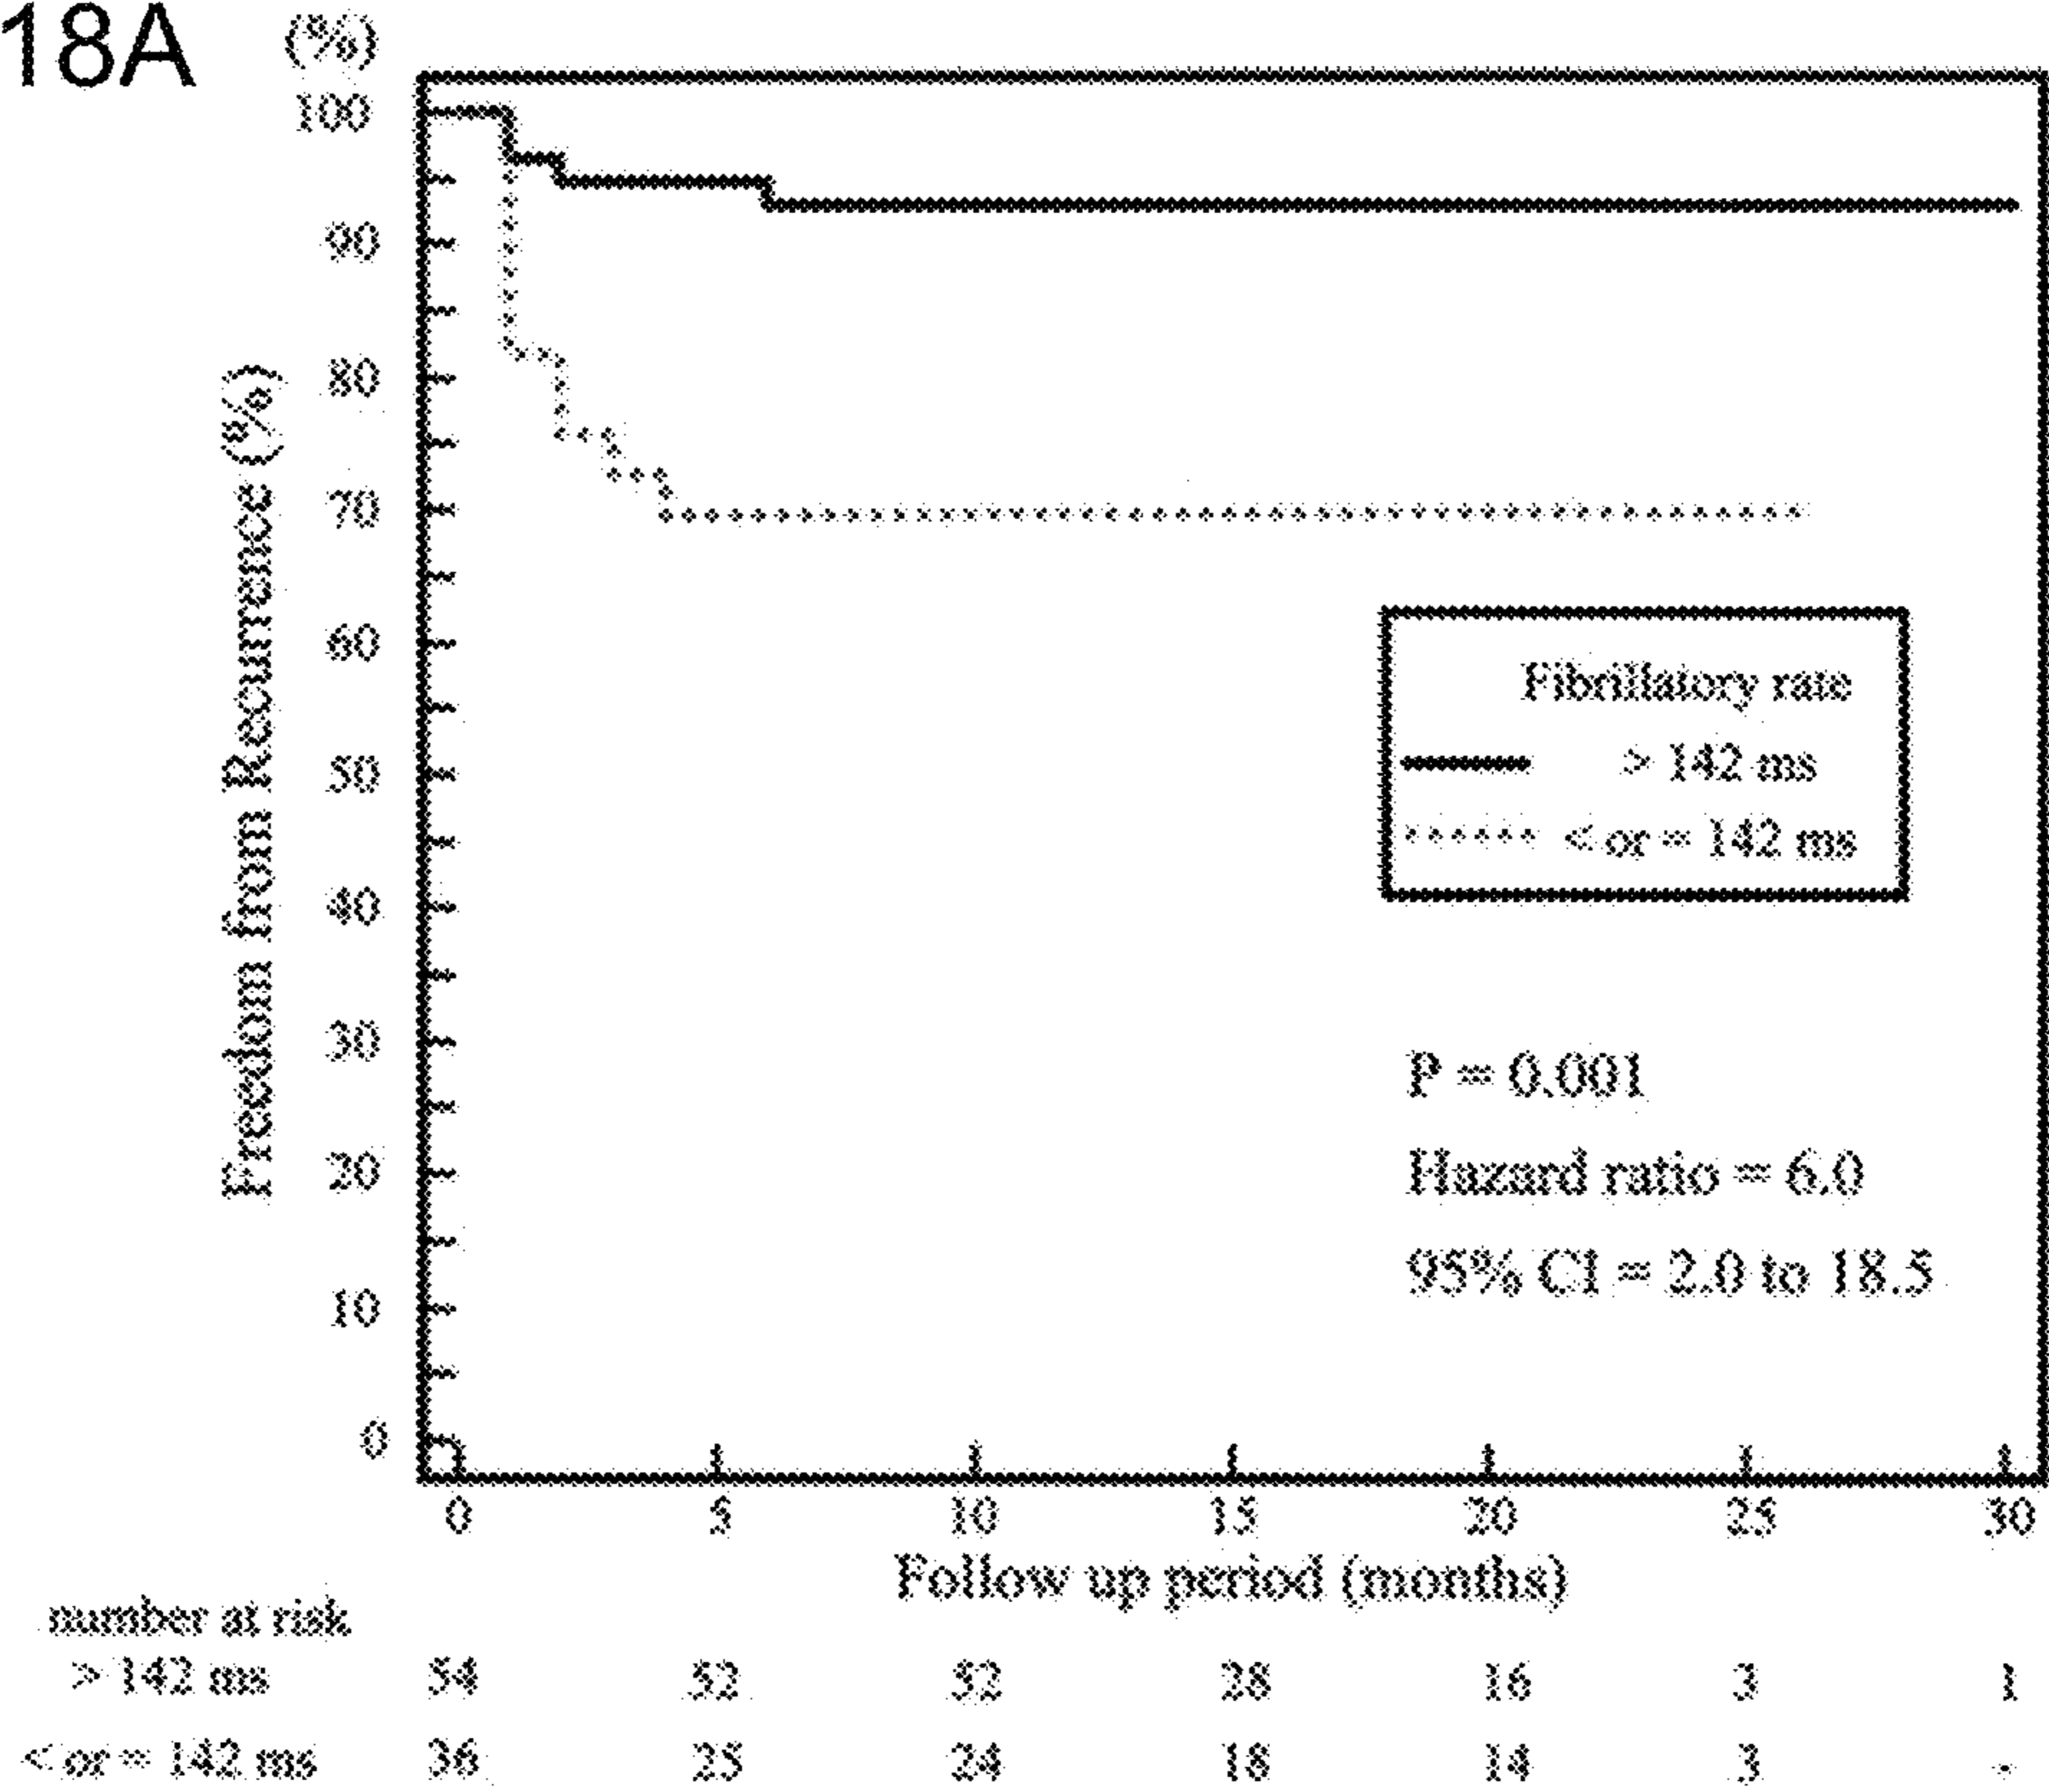 18A
(%)
100
90
80
70
60
50
40
30
20
10
0
Freedom from Recurrence (%)
Fibrillatory rate
> 142 ms
< or = 142 ms
P = 0.001
Hazard ratio = 6.0
95% CI = 2.0 to 18.5
0 5 10 15 20 25 30
Follow up period (months)
number at risk
> 142 ms 54 52 52 28 16 3 1
< or = 142 ms 36 25 24 18 14 3 -